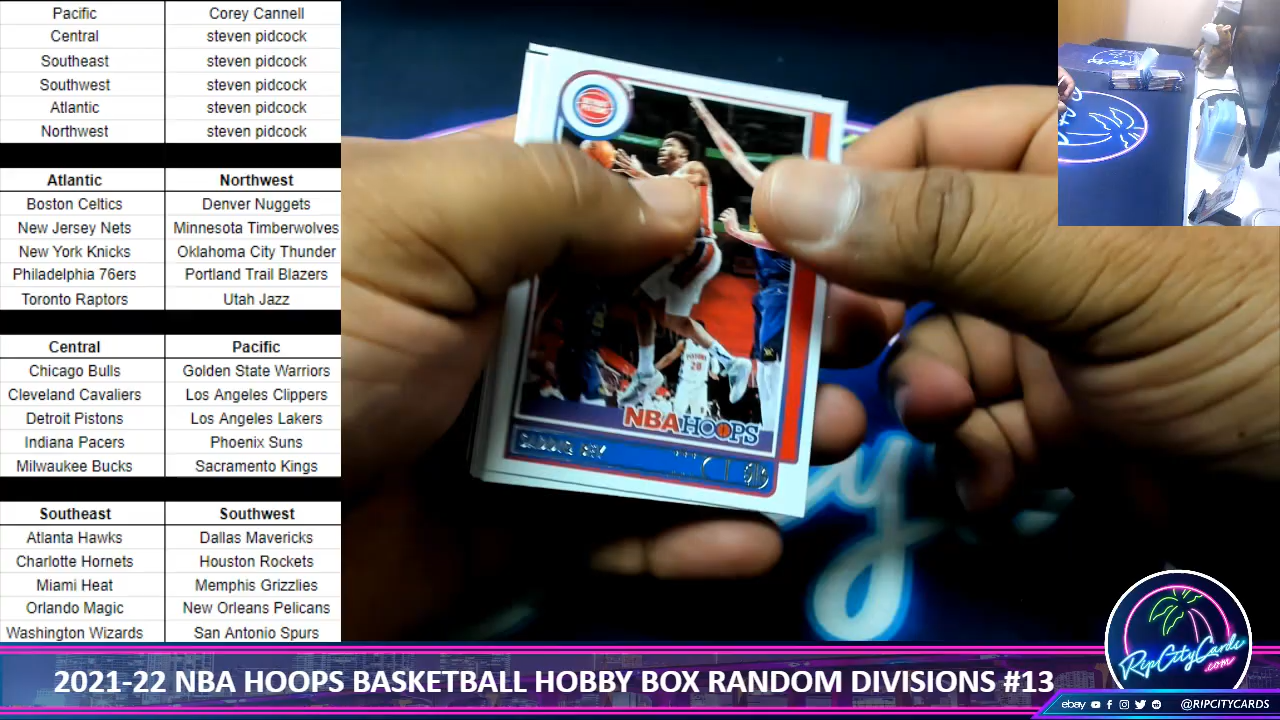 Pacific Corey Cannell
Central steven pidcock
Southeast steven pidcock
Southwest steven pidcock
Atlantic steven pidcock
Northwest steven pidcock
Atlantic Northwest
Boston Celtics Denver Nuggets
New Jersey Nets Minnesota Timberwolves
New York Knicks Oklahoma City Thunder
Philadelphia 76ers Portland Trail Blazers
Toronto Raptors Utah Jazz
Central Pacific
Chicago Bulls Golden State Warriors
Cleveland Cavaliers Los Angeles Clippers
Detroit Pistons Los Angeles Lakers
Indiana Pacers Phoenix Suns
Milwaukee Bucks Sacramento Kings
Southeast Southwest
Atlanta Hawks Dallas Mavericks
Charlotte Hornets Houston Rockets
Miami Heat Memphis Grizzlies
Orlando Magic New Orleans Pelicans
Washington Wizards San Antonio Spurs
PISTONS
28
NBA HOOPS
SADDIQ BEY
RipCityCards
.com
2021-22 NBA HOOPS BASKETBALL HOBBY BOX RANDOM DIVISIONS #13
ebay @RIPCITYCARDS